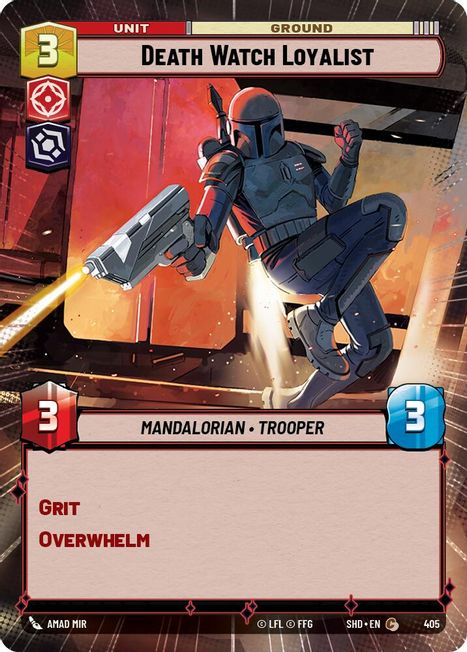 UNIT
GROUND
3
DEATH WATCH LOYALIST
3
MANDALORIAN • TROOPER
3
GRIT
OVERWHELM
AMAD MIR
© LFL © FFG
SHD • EN
C
405